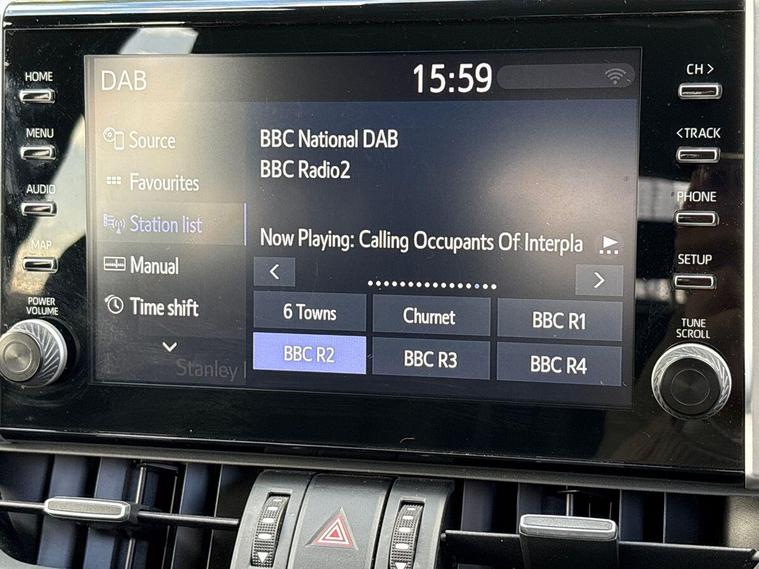 HOME
MENU
AUDIO
MAP
POWER
VOLUME
DAB
15:59
Source
Favourites
Station list
Manual
Time shift
Stanley
BBC National DAB
BBC Radio2
Now Playing: Calling Occupants Of Interpla
6 Towns
Churnet
BBC R1
BBC R2
BBC R3
BBC R4
CH >
< TRACK
PHONE
SETUP
TUNE
SCROLL